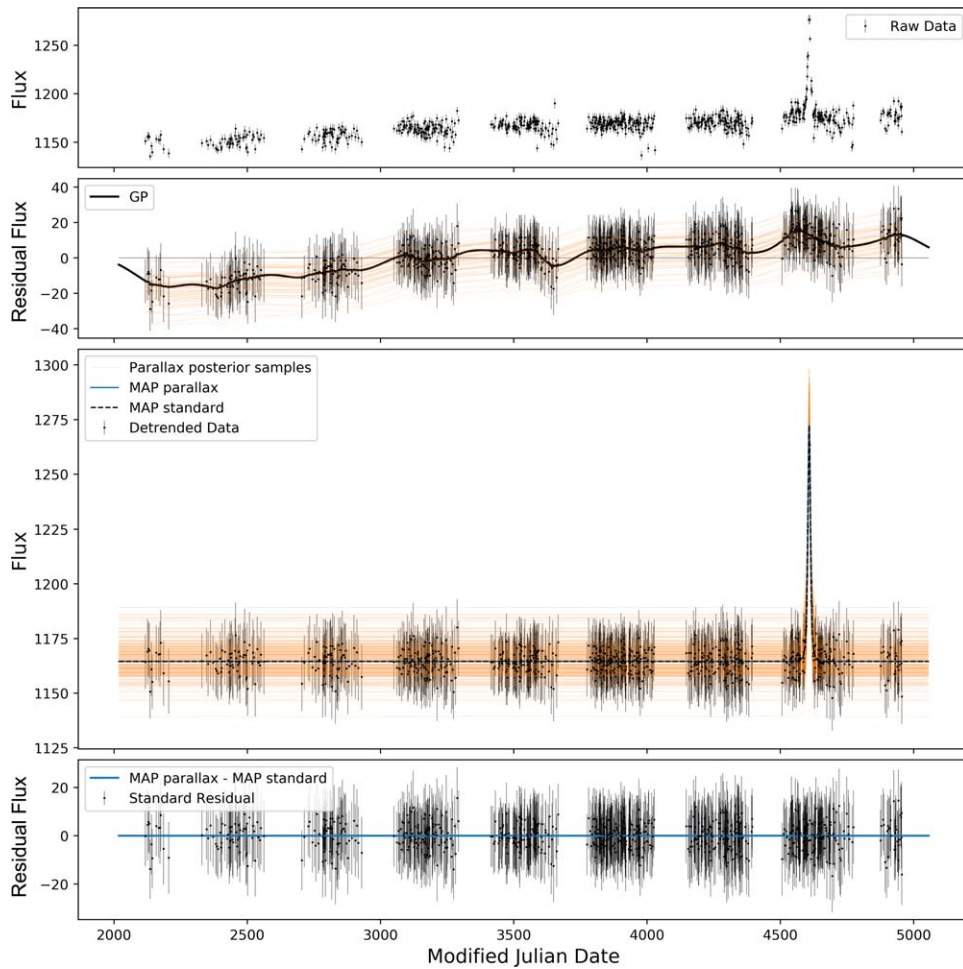 1250
1200
1150
Flux
Raw Data
40
20
0
−20
−40
Residual Flux
GP
1300
1275
1250
1225
1200
1175
1150
1125
Flux
Parallax posterior samples
MAP parallax
MAP standard
Detrended Data
20
0
−20
Residual Flux
MAP parallax - MAP standard
Standard Residual
2000 2500 3000 3500 4000 4500 5000
Modified Julian Date